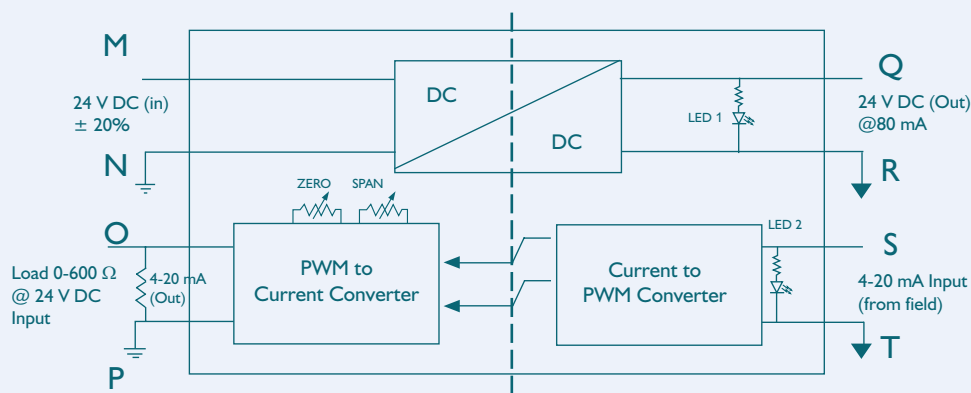 M
24 V DC (in)
± 20%
N
DC
DC
LED 1
Q
24 V DC (Out)
@80 mA
R
ZERO SPAN
O
Load 0-600 Ω
@ 24 V DC
Input
4-20 mA
(Out)
P
PWM to
Current Converter
Current to
PWM Converter
LED 2
S
4-20 mA Input
(from field)
T